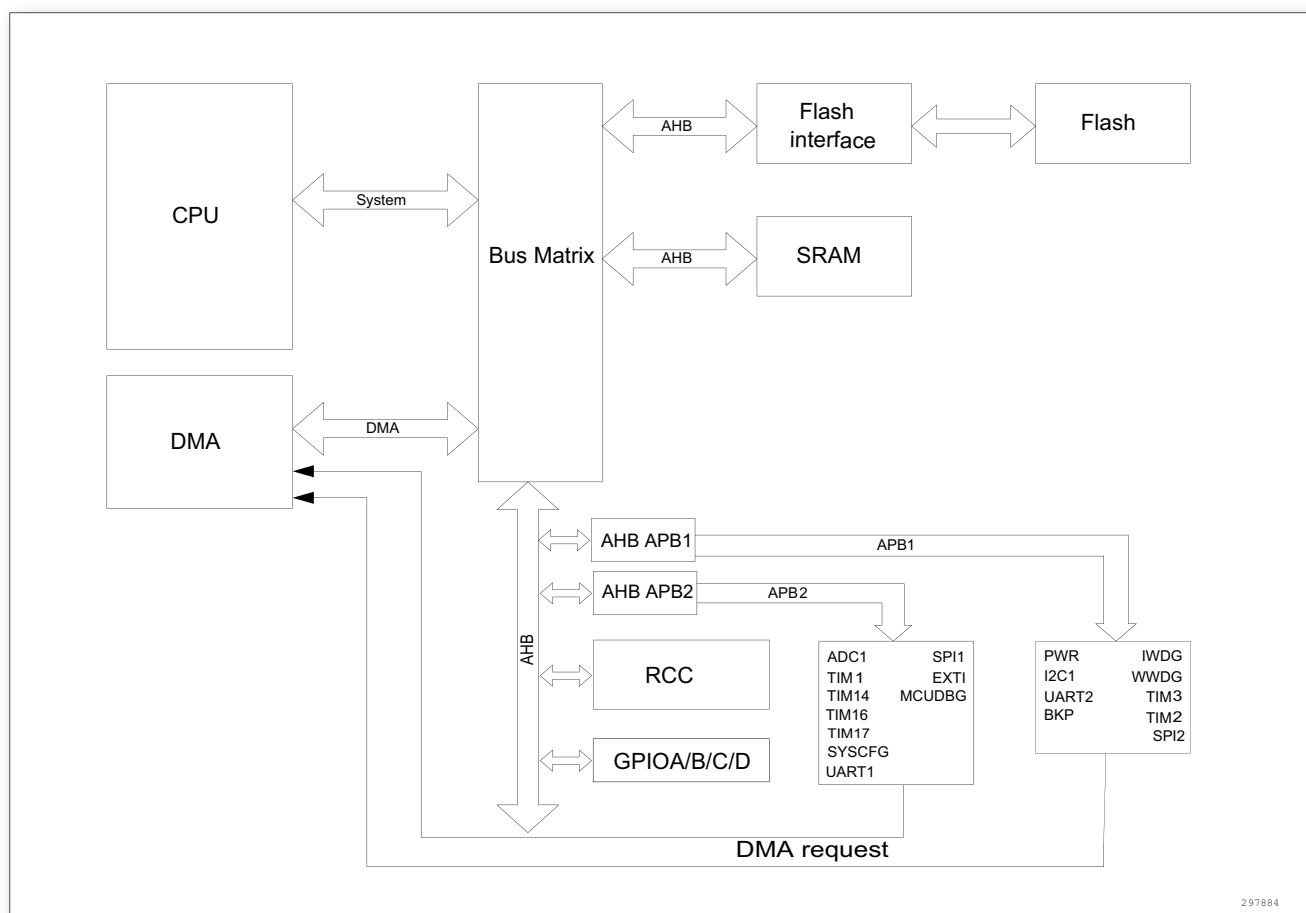 CPU
System
Bus Matrix
AHB
Flash
interface
Flash
AHB
SRAM
DMA
DMA
AHB
AHB APB1
APB1
AHB APB2
APB2
RCC
GPIOA/B/C/D
ADC1 SPI1
TIM1 EXTI
TIM14 MCUDBG
TIM16
TIM17
SYSCFG
UART1
PWR IWDG
I2C1 WWDG
UART2 TIM3
BKP TIM2
SPI2
DMA request
297884